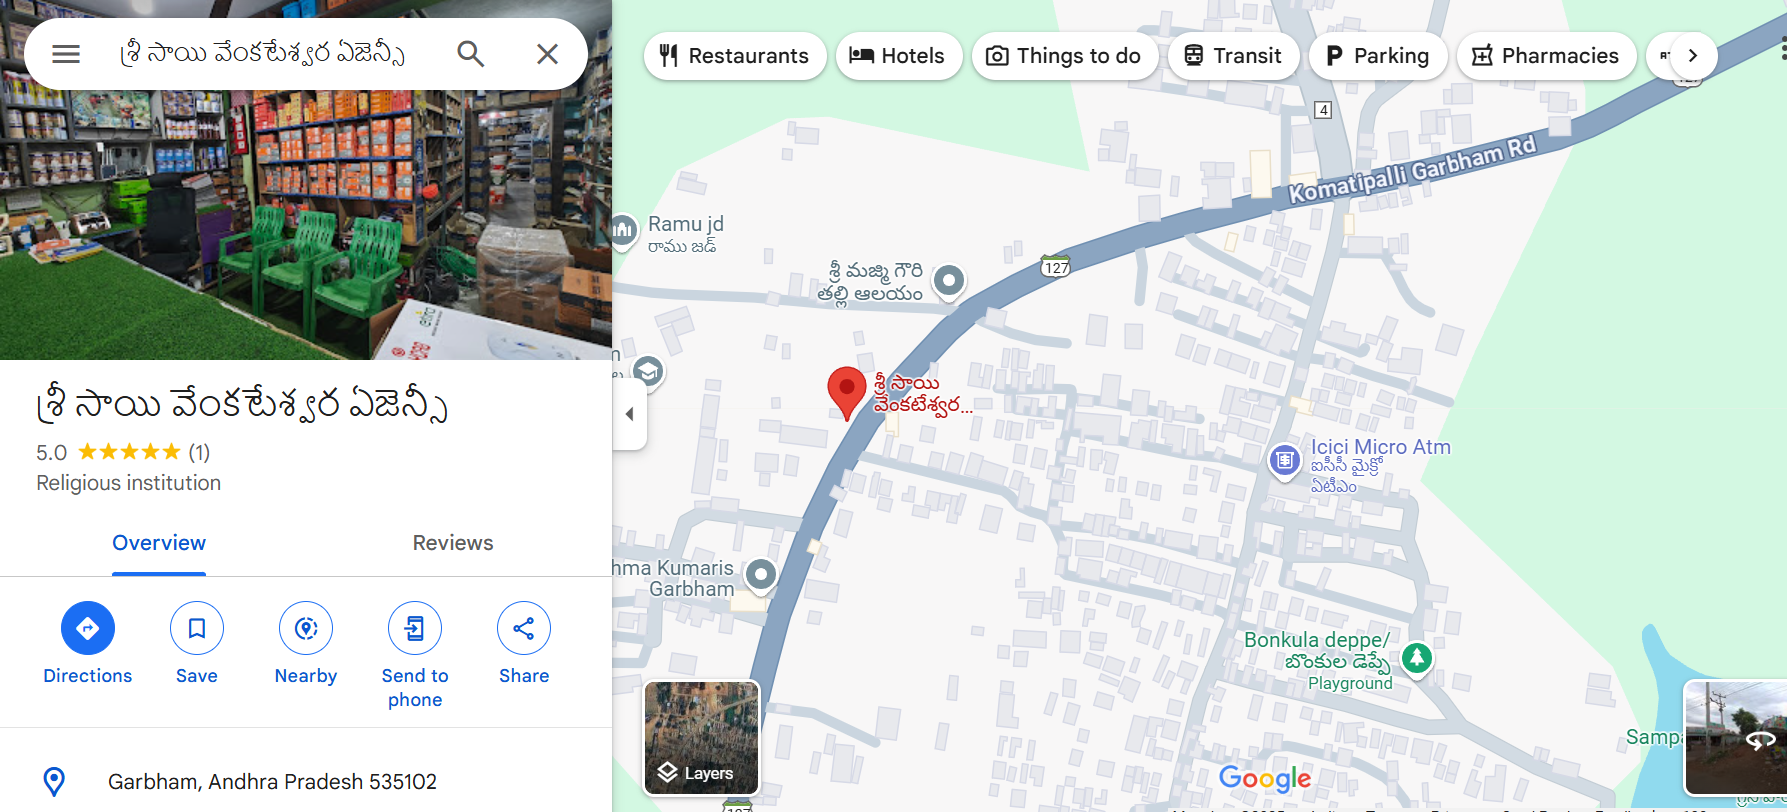 శ్రీ సాయి వేంకటేశ్వర ఏజెన్సీ
Restaurants
Hotels
Things to do
Transit
Parking
Pharmacies
శ్రీ సాయి వేంకటేశ్వర ఏజెన్సీ
5.0 (1)
Religious institution
Overview
Reviews
Directions
Save
Nearby
Send to
phone
Share
Garbham, Andhra Pradesh 535102
4
Komatipalli Garbham Rd
Ramu jd
రాము జడ్
శ్రీ మజ్మి గౌరి
తల్లి ఆలయం
127
శ్రీ సాయి
వేంకటేశ్వర...
Icici Micro Atm
ఐసీసీ మైక్రో
ఏటీఎం
hma Kumaris
Garbham
Bonkula deppe/
బొంకుల డెప్పే
Playground
Sampa
Layers
Google